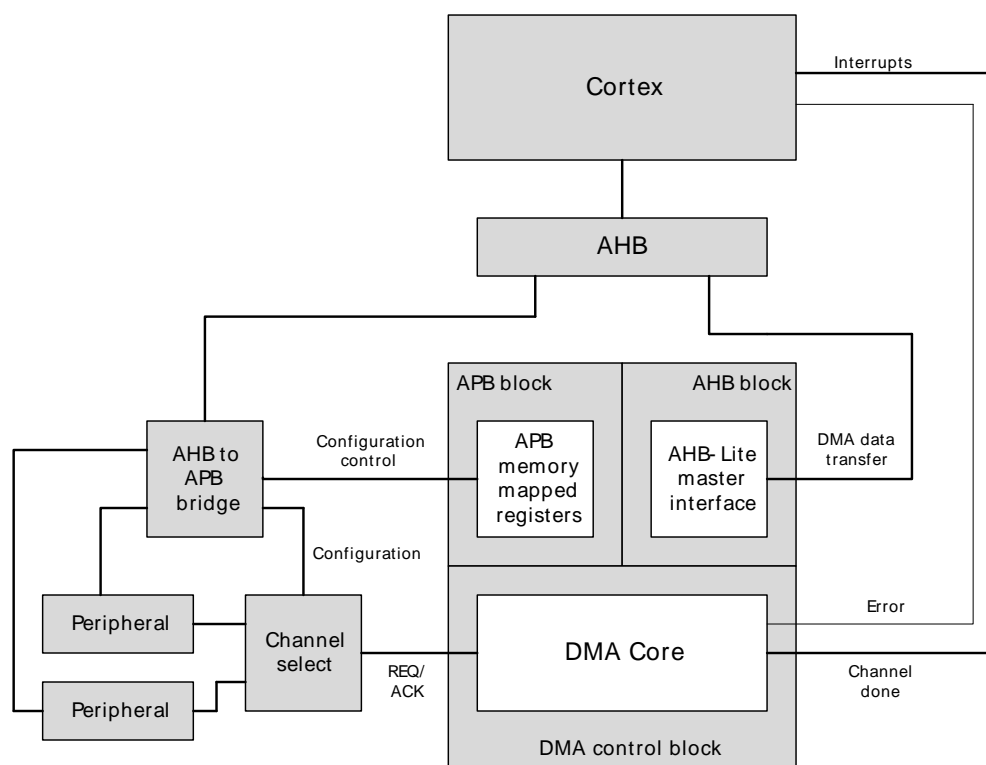 Interrupts
Cortex
AHB
APB block
AHB block
Configuration
control
APB
memory
mapped
registers
AHB-Lite
master
interface
DMA data
transfer
AHB to
APB
bridge
Configuration
Peripheral
Channel
select
Peripheral
REQ/
ACK
DMA Core
Error
Channel
done
DMA control block